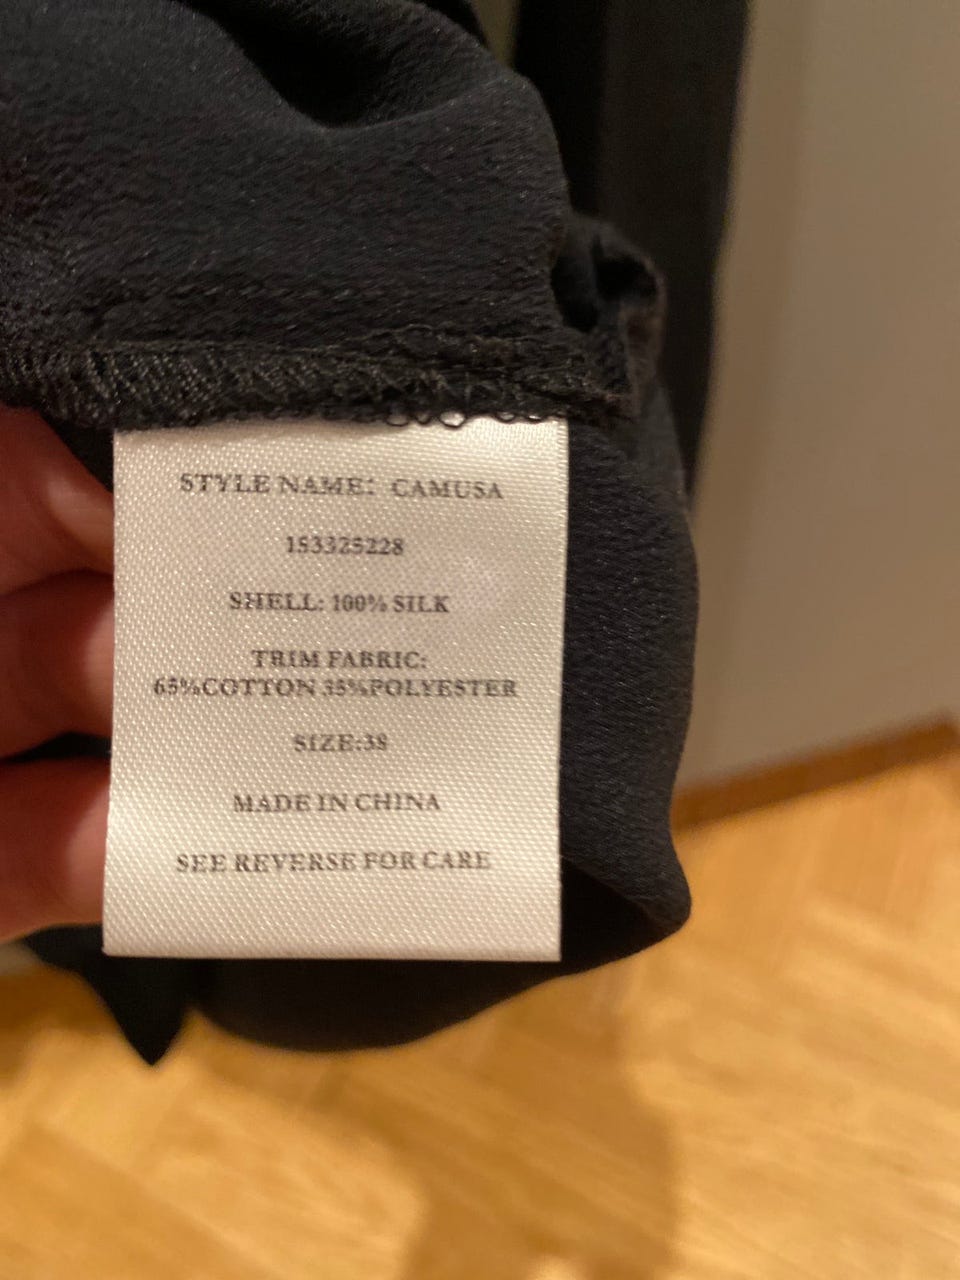 STYLE NAME: CAMUSA
153325228
SHELL: 100% SILK
TRIM FABRIC:
65%COTTON 35%POLYESTER
SIZE:38
MADE IN CHINA
SEE REVERSE FOR CARE